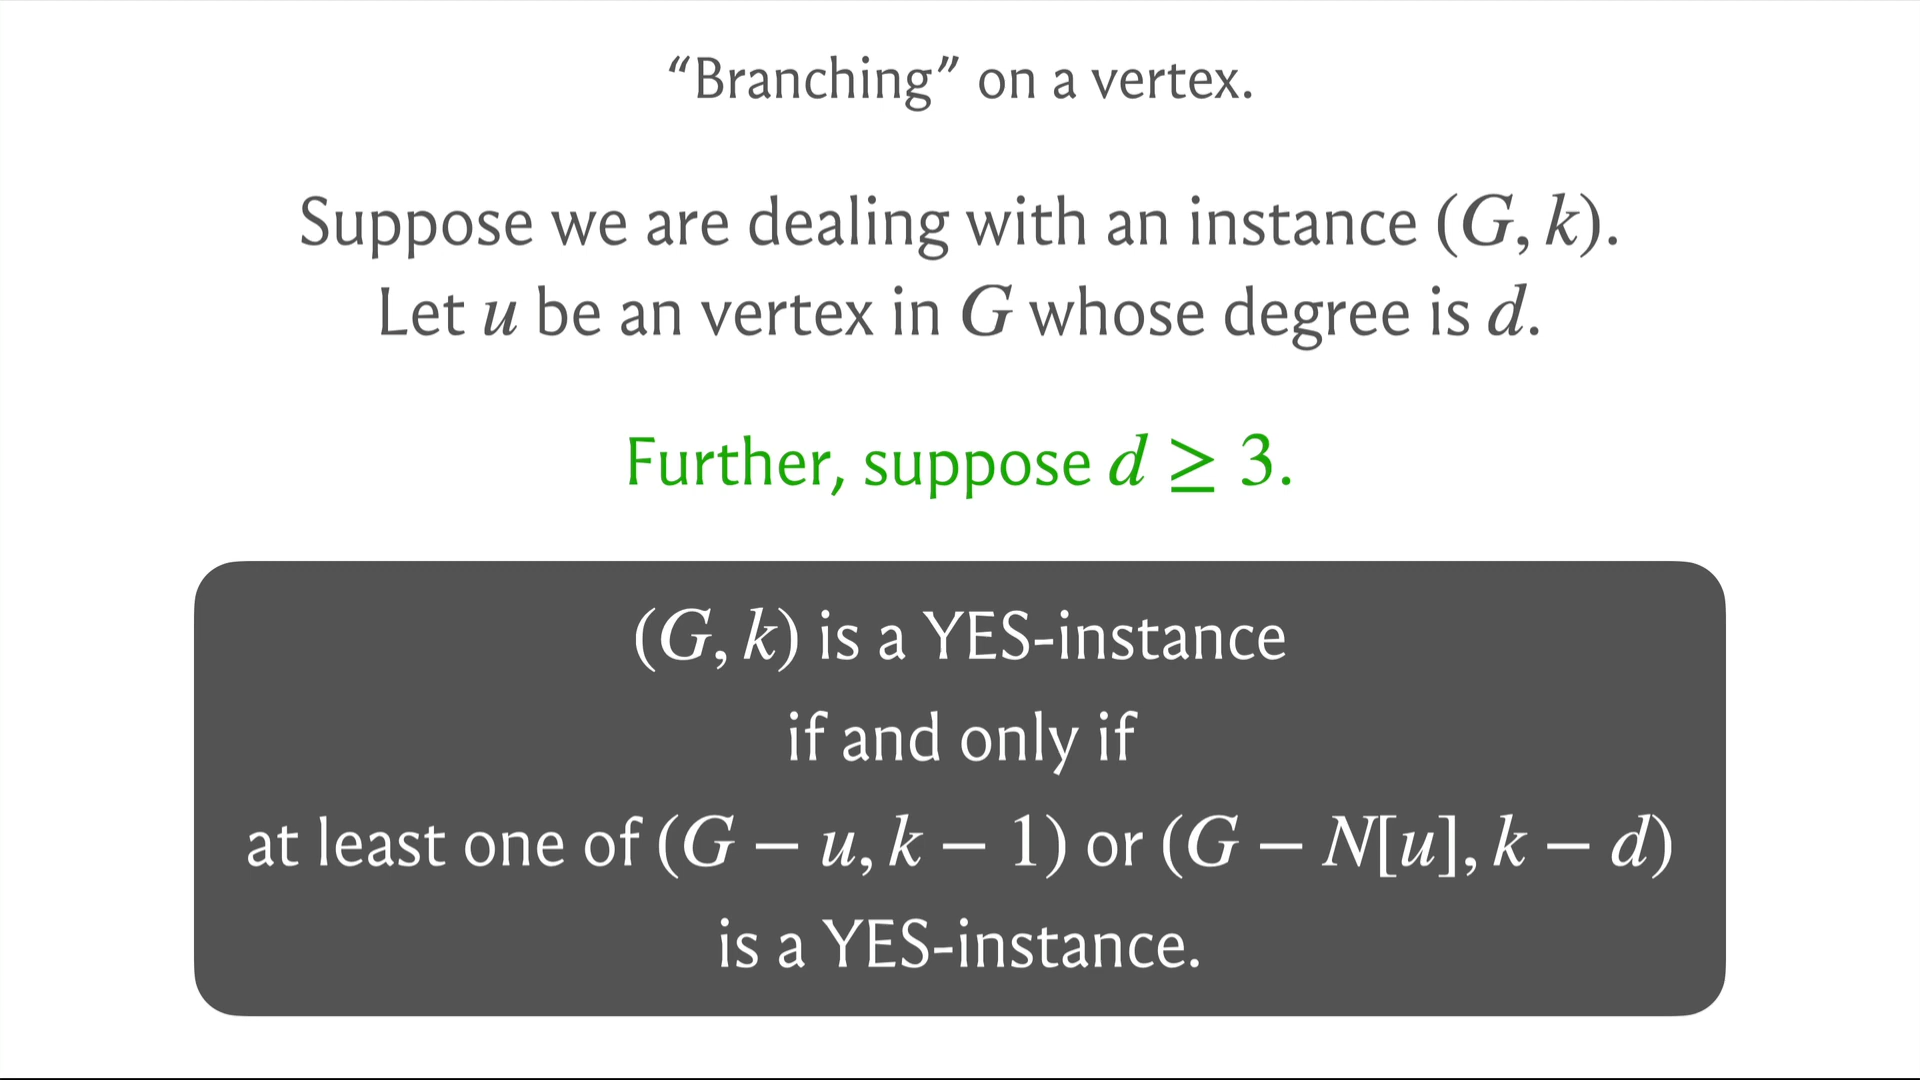 “Branching” on a vertex.
Suppose we are dealing with an instance (G, k).
Let u be an vertex in G whose degree is d.
Further, suppose d ≥ 3.
(G, k) is a YES-instance
if and only if
at least one of (G − u, k − 1) or (G − N[u], k − d)
is a YES-instance.